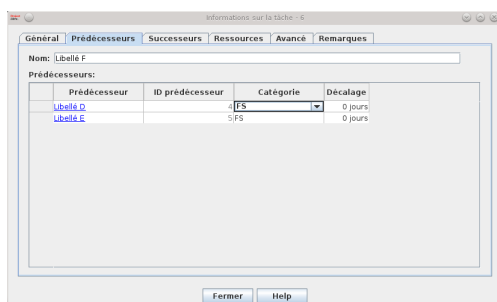 Informations sur la tâche - 6
Général Prédécesseurs Successeurs Ressources Avancé Remarques
Nom: Libellé F
Prédécesseurs:
Prédécesseur ID prédécesseur Catégorie Décalage
Libellé D 4 FS 0 jours
Libellé E 5 FS 0 jours
Fermer Help